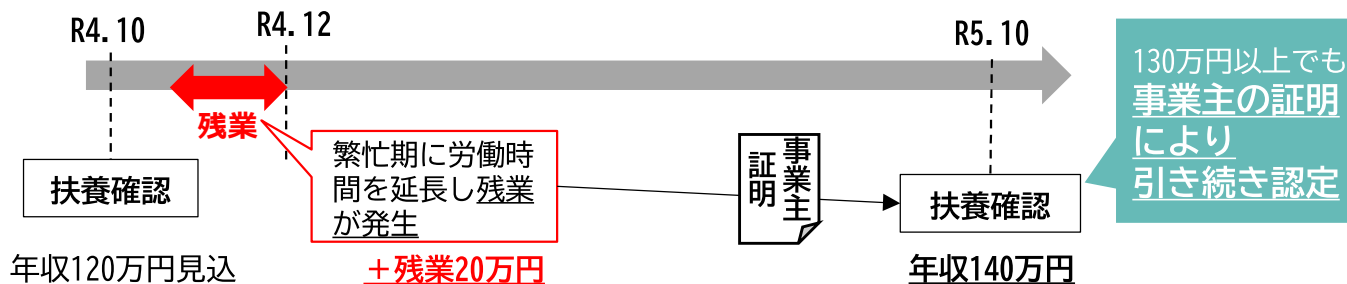 R4.10
R4.12
R5.10
残業
繁忙期に労働時
間を延長し残業
が発生
事業主
証明
扶養確認
扶養確認
年収120万円見込
＋残業20万円
年収140万円
130万円以上でも
事業主の証明
により
引き続き認定